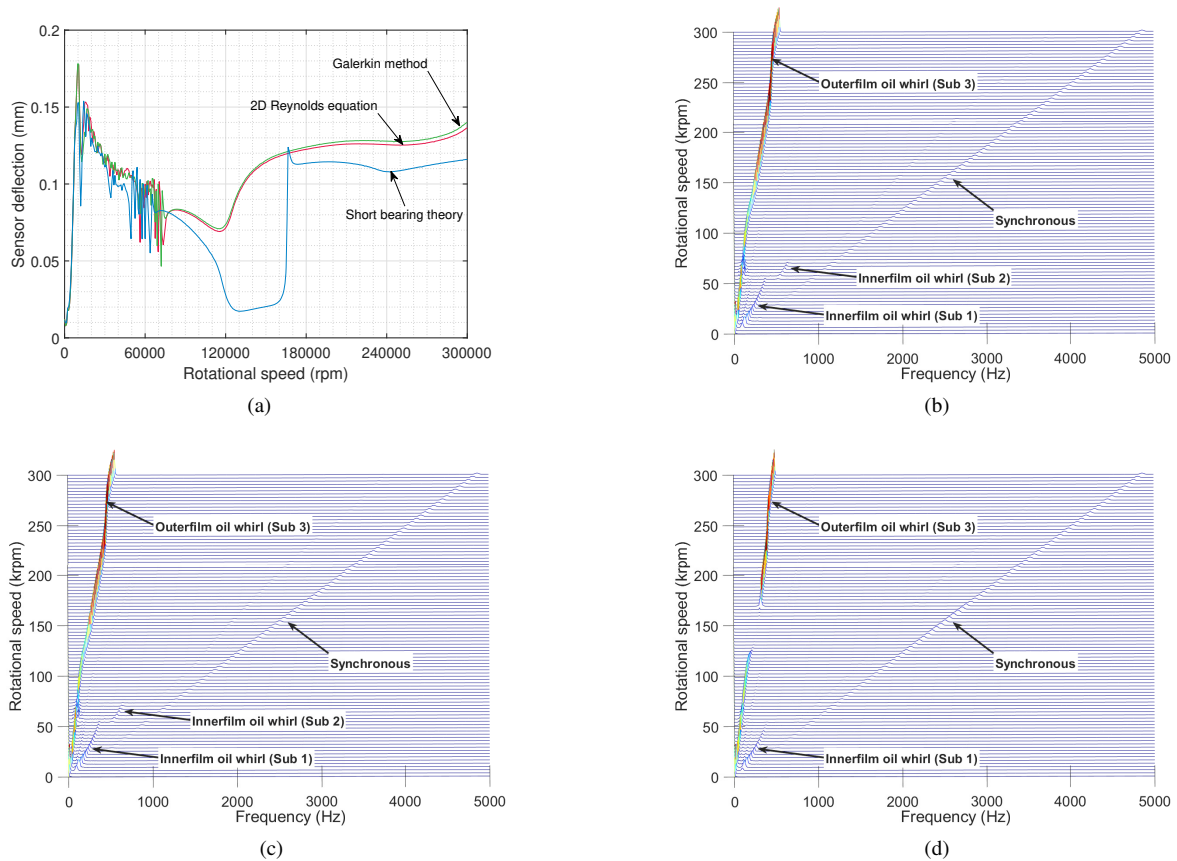 0.2
0.15
0.1
0.05
0
Sensor deflection (mm)
Galerkin method
2D Reynolds equation
Short bearing theory
0 60000 120000 180000 240000 300000
Rotational speed (rpm)
(a)
300
250
200
150
100
50
0
Rotational speed (krpm)
Outerfilm oil whirl (Sub 3)
Synchronous
Innerfilm oil whirl (Sub 2)
Innerfilm oil whirl (Sub 1)
0 1000 2000 3000 4000 5000
Frequency (Hz)
(b)
300
250
200
150
100
50
0
Rotational speed (krpm)
Outerfilm oil whirl (Sub 3)
Synchronous
Innerfilm oil whirl (Sub 2)
Innerfilm oil whirl (Sub 1)
0 1000 2000 3000 4000 5000
Frequency (Hz)
(c)
300
250
200
150
100
50
0
Rotational speed (krpm)
Outerfilm oil whirl (Sub 3)
Synchronous
Innerfilm oil whirl (Sub 1)
0 1000 2000 3000 4000 5000
Frequency (Hz)
(d)